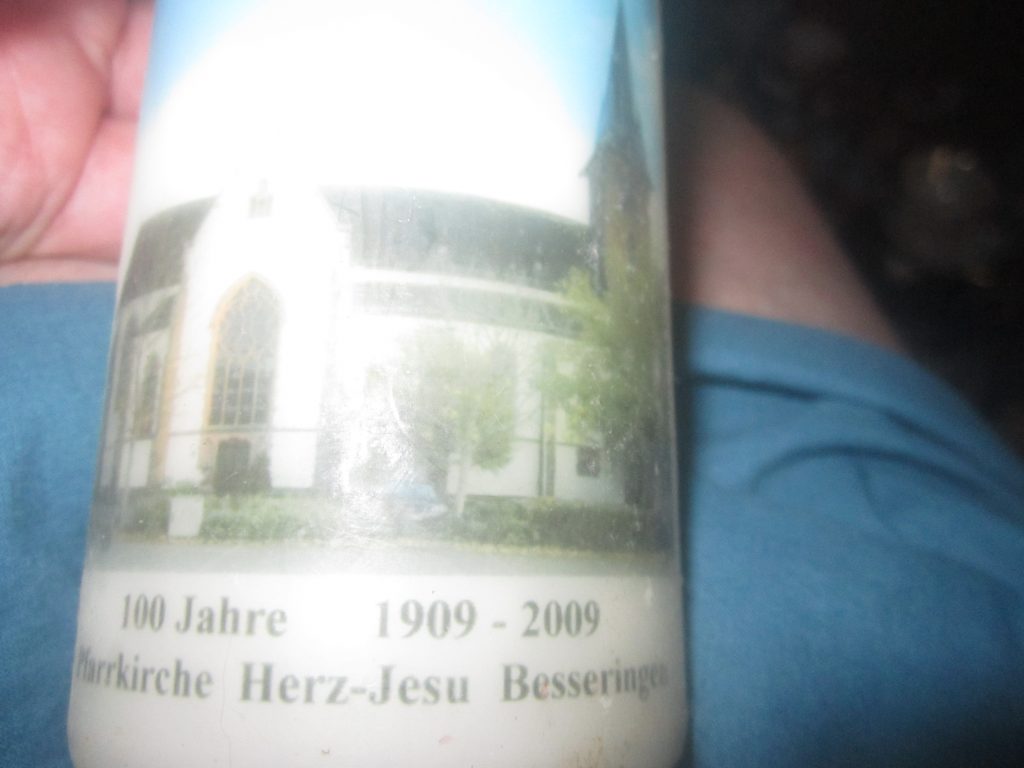 100 Jahre 1909 - 2009
Pfarrkirche Herz-Jesu Besseringen